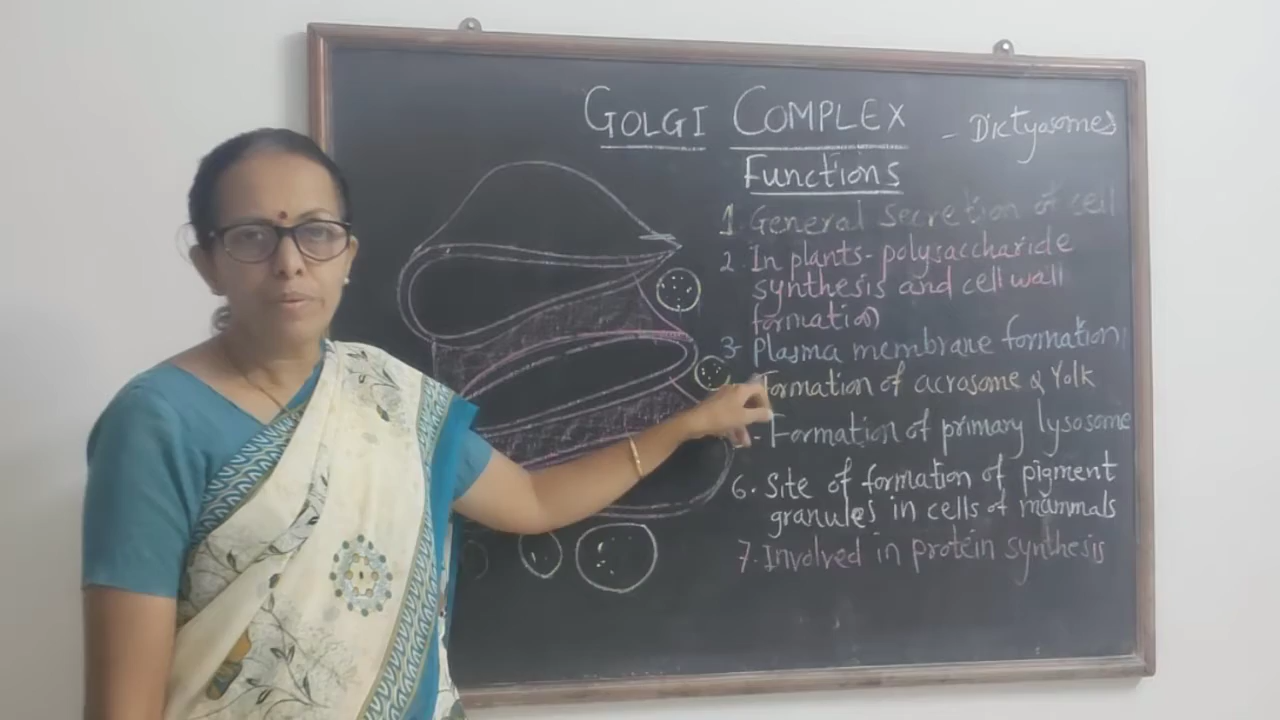 GOLGI COMPLEX - Dictyosomes
Functions
1. General secretion of cell
2. In plants - polysaccharide
synthesis and cell wall
formation
3- Plasma membrane formation
Formation of acrosome & Yolk
- Formation of primary lysosome
6. Site of formation of pigment
granules in cells of mammals
7. Involved in protein synthesis